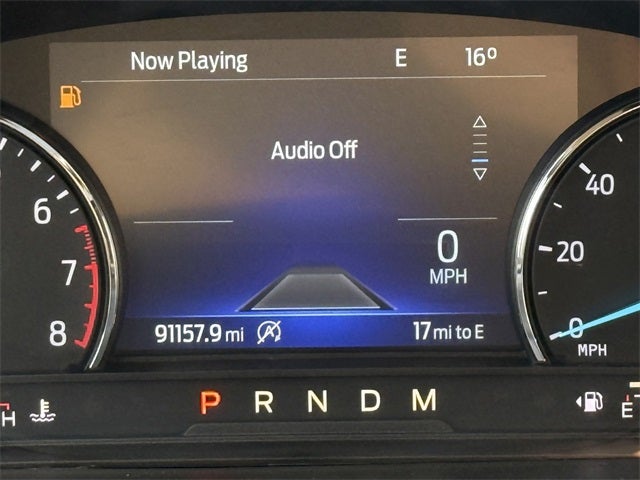 Now Playing E 16°
Audio Off
6
7
8
0
MPH
40
20
0
MPH
91157.9 mi 17 mi to E
H P R N D M E